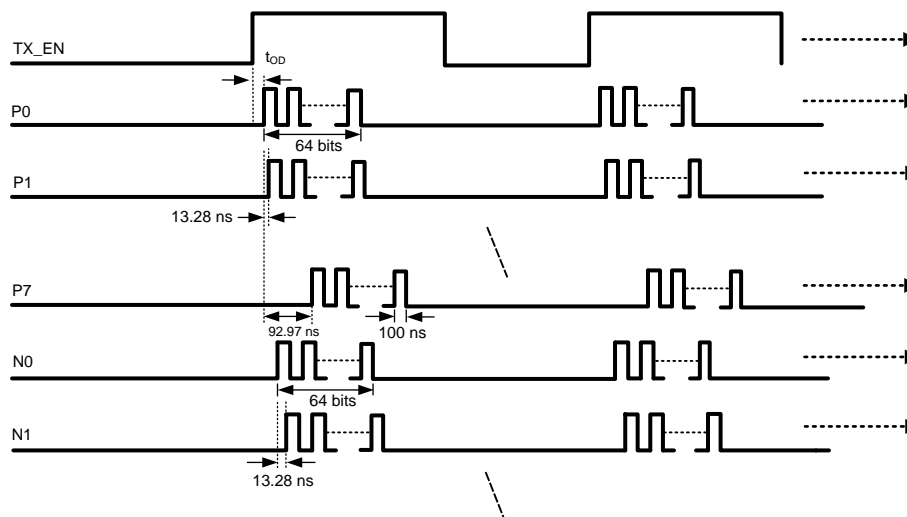 TX_EN
tOD
P0
64 bits
P1
13.28 ns
P7
92.97 ns
100 ns
N0
64 bits
N1
13.28 ns